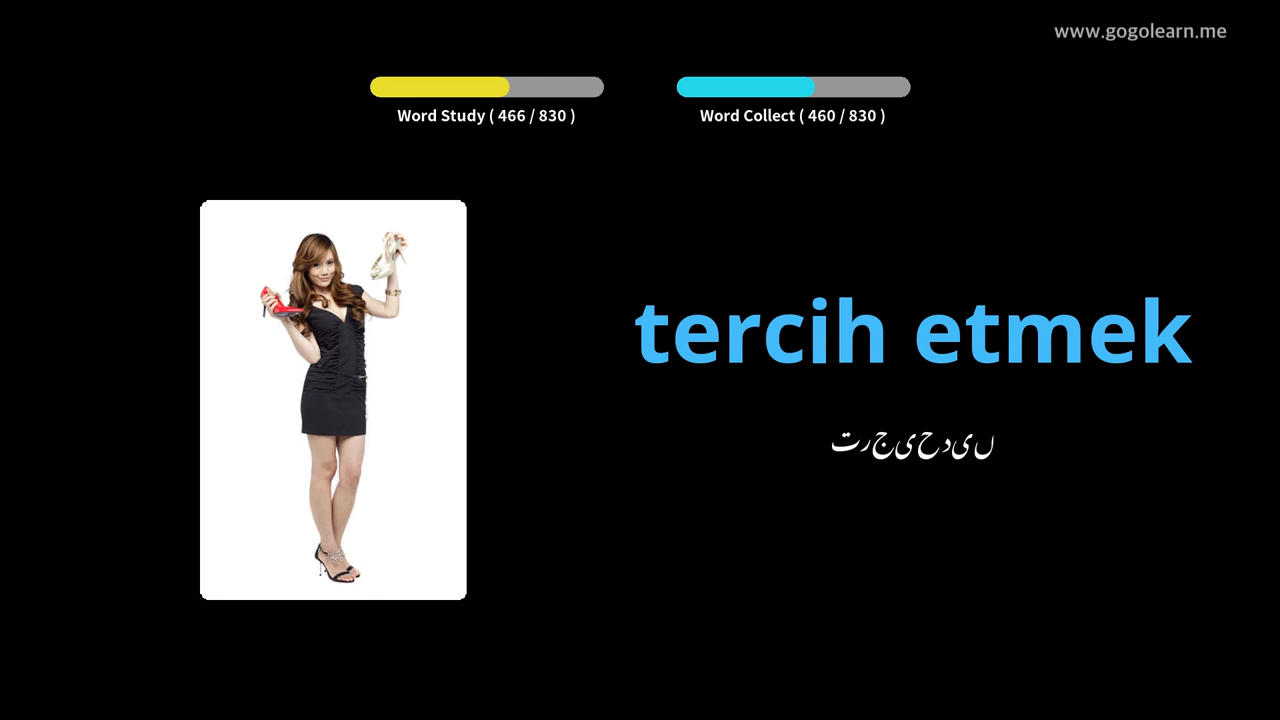 www.gogolearn.me
Word Study ( 466 / 830 )
Word Collect ( 460 / 830 )
tercih etmek
ترجیح دیں